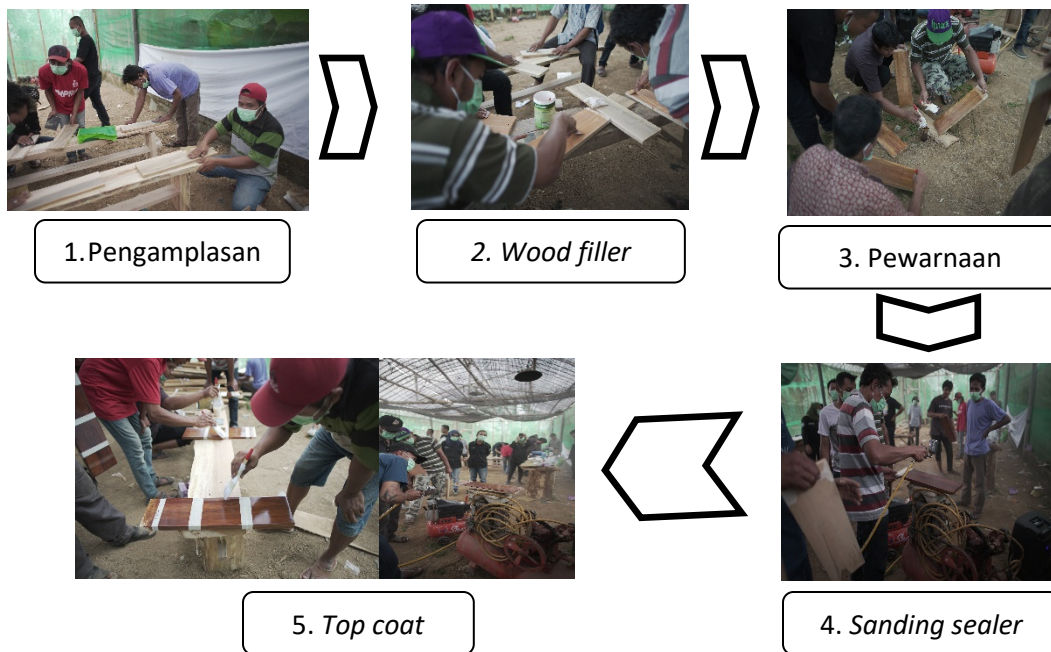 1.Pengamplasan
2. Wood filler
3. Pewarnaan
4. Sanding sealer
5. Top coat